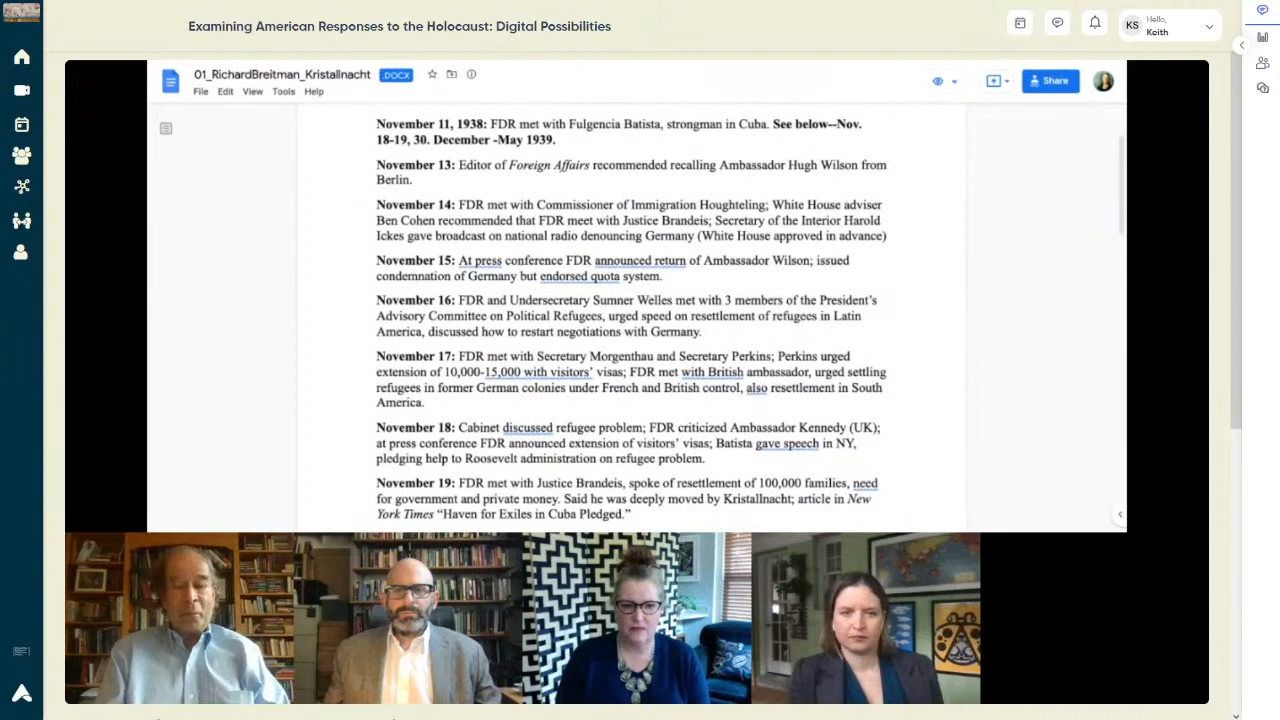 Examining American Responses to the Holocaust: Digital Possibilities
KS
Hello,
Keith
01_RichardBreitman_Kristallnacht
.DOCX
File Edit View Tools Help
Share
November 11, 1938: FDR met with Fulgencia Batista, strongman in Cuba. See below--Nov.
18-19, 30. December -May 1939.
November 13: Editor of Foreign Affairs recommended recalling Ambassador Hugh Wilson from
Berlin.
November 14: FDR met with Commissioner of Immigration Houghteling; White House adviser
Ben Cohen recommended that FDR meet with Justice Brandeis; Secretary of the Interior Harold
Ickes gave broadcast on national radio denouncing Germany (White House approved in advance)
November 15: At press conference FDR announced return of Ambassador Wilson; issued
condemnation of Germany but endorsed quota system.
November 16: FDR and Undersecretary Sumner Welles met with 3 members of the President's
Advisory Committee on Political Refugees, urged speed on resettlement of refugees in Latin
America, discussed how to restart negotiations with Germany.
November 17: FDR met with Secretary Morgenthau and Secretary Perkins; Perkins urged
extension of 10,000-15,000 with visitors' visas; FDR met with British ambassador, urged settling
refugees in former German colonies under French and British control, also resettlement in South
America.
November 18: Cabinet discussed refugee problem; FDR criticized Ambassador Kennedy (UK);
at press conference FDR announced extension of visitors' visas; Batista gave speech in NY,
pledging help to Roosevelt administration on refugee problem.
November 19: FDR met with Justice Brandeis, spoke of resettlement of 100,000 families, need
for government and private money. Said he was deeply moved by Kristallnacht; article in New
York Times "Haven for Exiles in Cuba Pledged."